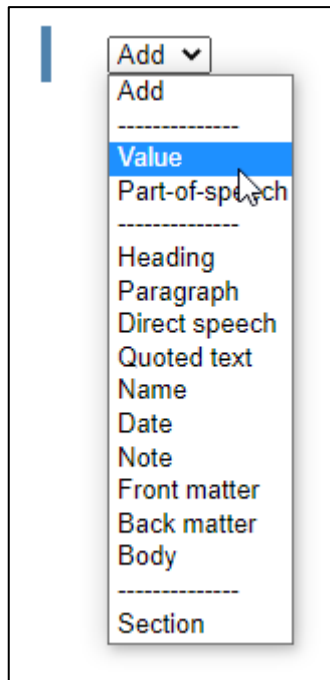 Add
Add
--------------
Value
Part-of-speech
--------------
Heading
Paragraph
Direct speech
Quoted text
Name
Date
Note
Front matter
Back matter
Body
--------------
Section